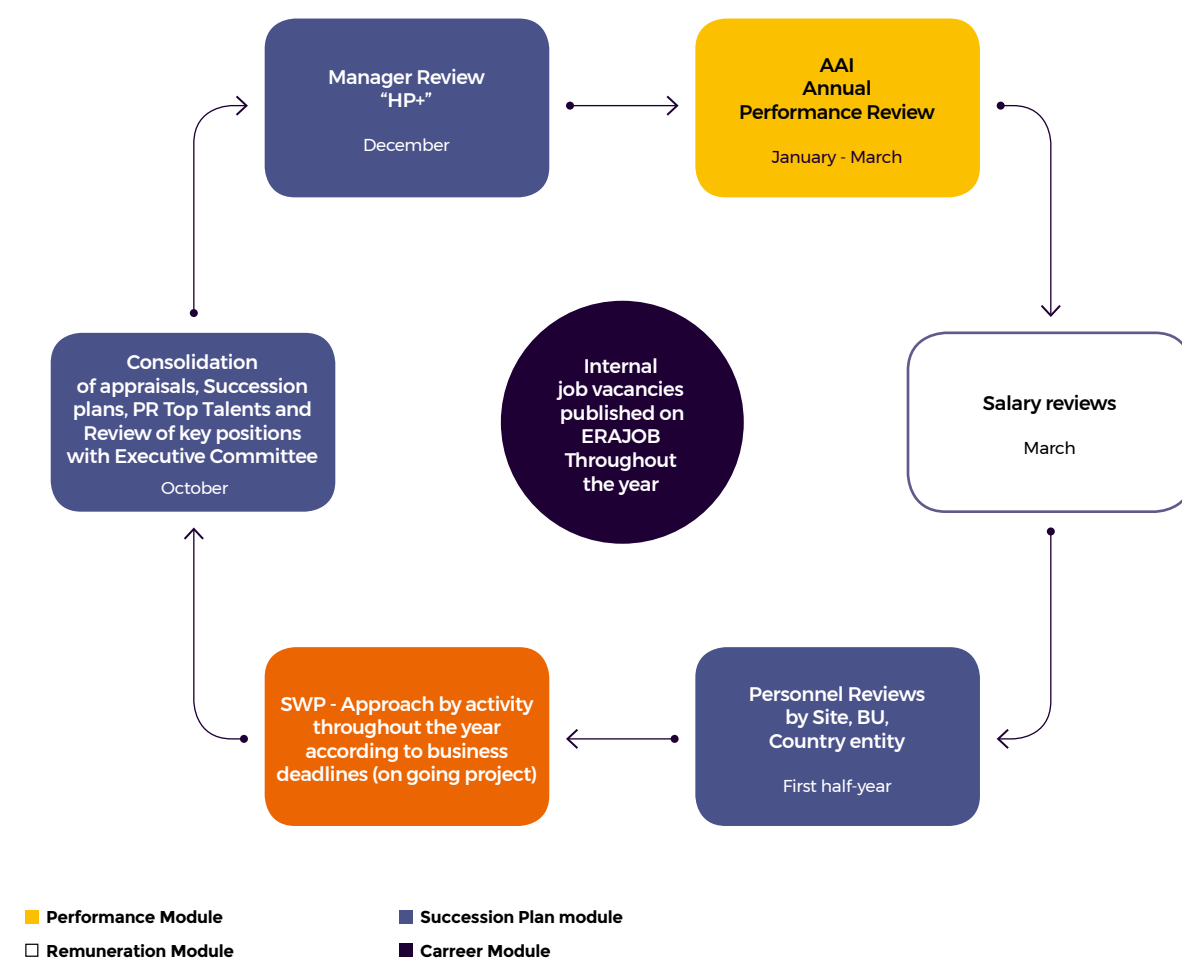 Manager Review
“HP+”
December
AAI
Annual
Performance Review
January - March
Consolidation
of appraisals, Succession
plans, PR Top Talents and
Review of key positions
with Executive Committee
October
Internal
job vacancies
published on
ERAJOB
Throughout
the year
Salary reviews
March
SWP - Approach by activity
throughout the year
according to business
deadlines (on going project)
Personnel Reviews
by Site, BU,
Country entity
First half-year
Performance Module
Succession Plan module
Remuneration Module
Carreer Module